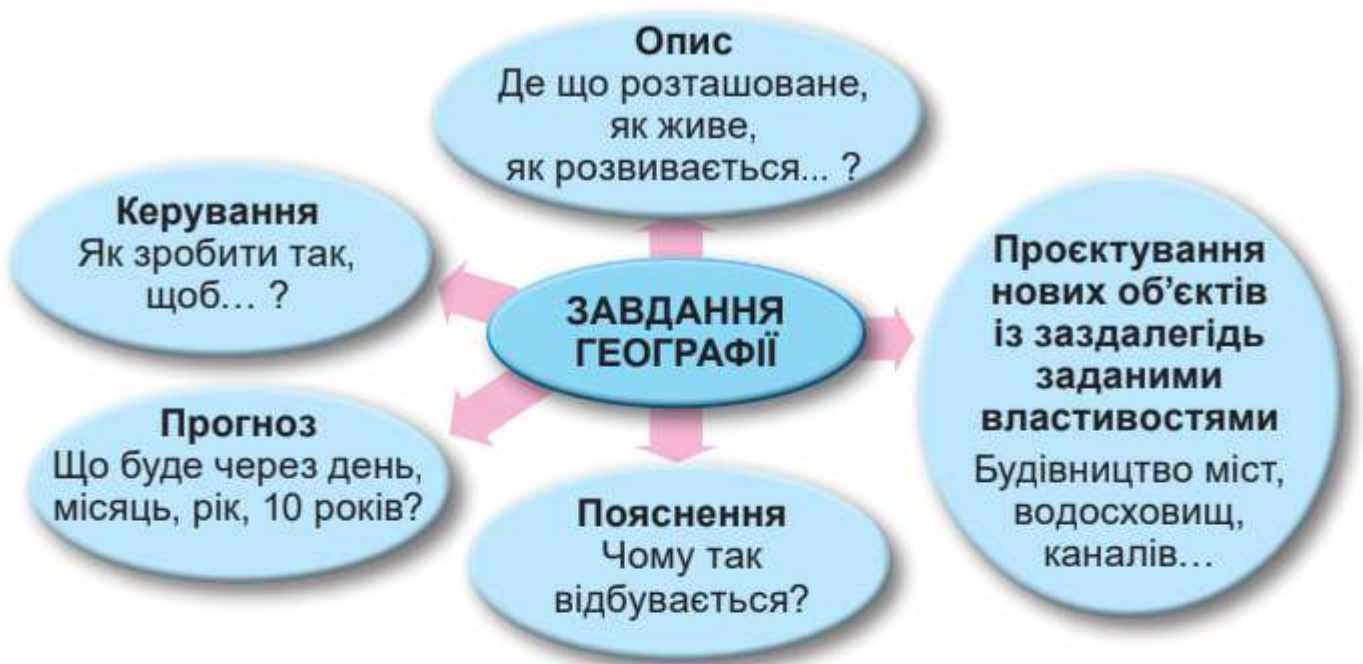 Опис
Де що розташоване,
як живе,
як розвивається... ?
Керування
Як зробити так,
щоб... ?
ЗАВДАННЯ
ГЕОГРАФІЇ
Проєктування
нових об’єктів
із заздалегідь
заданими
властивостями
Будівництво міст,
водосховищ,
каналів...
Прогноз
Що буде через день,
місяць, рік, 10 років?
Пояснення
Чому так
відбувається?